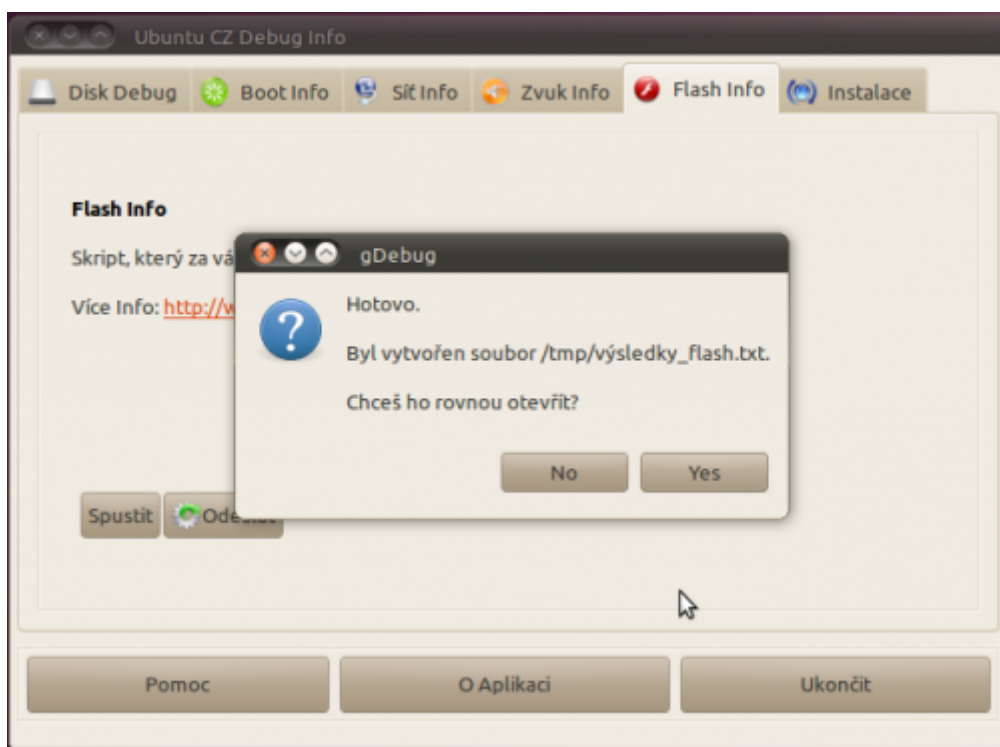 Ubuntu CZ Debug Info
Disk Debug Boot Info Síť Info Zvuk Info Flash Info Instalace
Flash Info
Skript, který za vá
Více Info: http://w
gDebug
Hotovo.
Byl vytvořen soubor /tmp/výsledky_flash.txt.
Chceš ho rovnou otevřít?
No Yes
Spustit
Pomoc O Aplikaci Ukončit